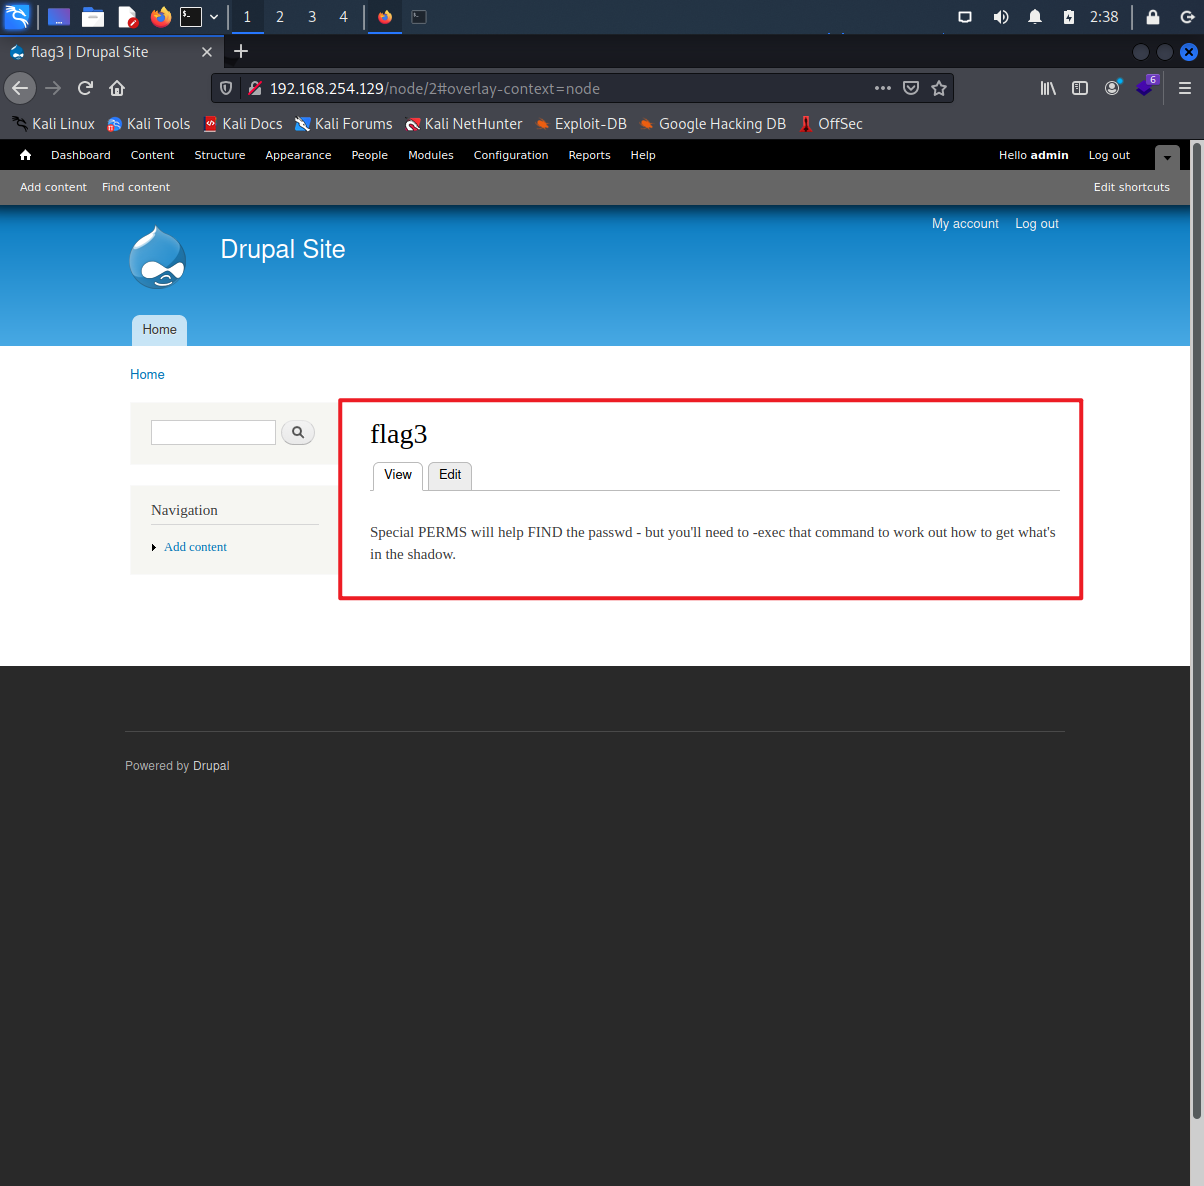 1 2 3 4 2:38
flag3 | Drupal Site
192.168.254.129/node/2#overlay-context=node 6
Kali Linux Kali Tools Kali Docs Kali Forums Kali NetHunter Exploit-DB Google Hacking DB OffSec
Dashboard Content Structure Appearance People Modules Configuration Reports Help Hello admin Log out
Add content Find content Edit shortcuts
My account Log out
Drupal Site
Home
Home
flag3
View Edit
Navigation
Add content
Special PERMS will help FIND the passwd - but you'll need to -exec that command to work out how to get what's
in the shadow.
Powered by Drupal